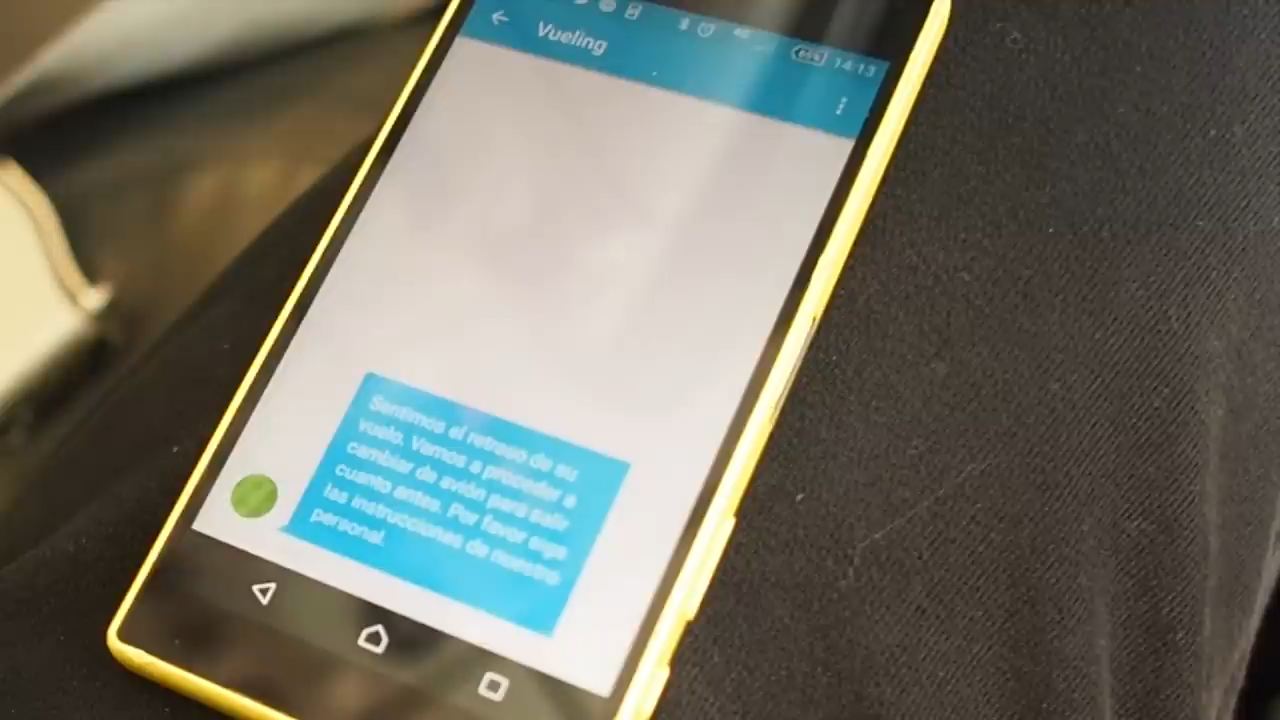 Vueling
14:13
Sentimos el retraso de su
vuelo. Vamos a proceder a
cambiar de avión para salir
cuanto antes. Por favor siga
las instrucciones de nuestro
personal.